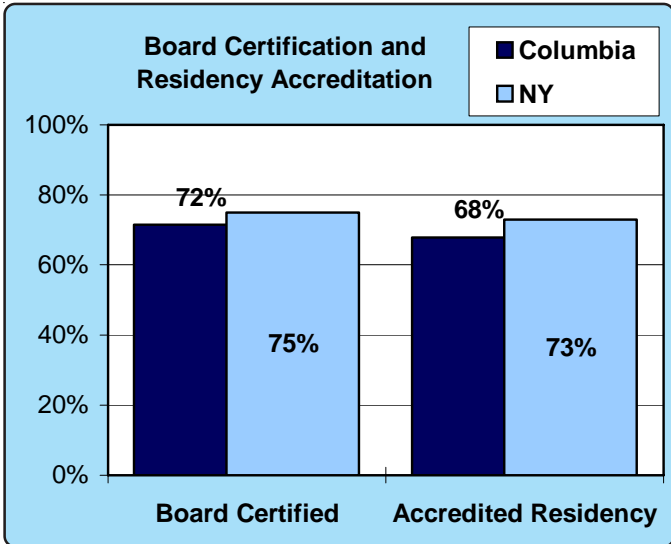 Board Certification and
Residency Accreditation
Columbia
NY
100%
80%
60%
40%
20%
0%
72%
75%
68%
73%
Board Certified
Accredited Residency